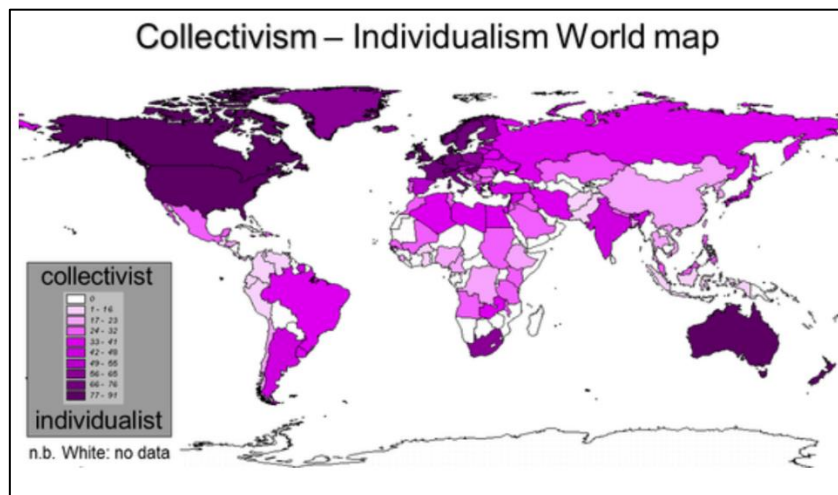 Collectivism – Individualism World map
collectivist
0
1 - 16
17 - 23
24 - 32
33 - 41
42 - 48
49 - 55
56 - 65
66 - 76
77 - 91
individualist
n.b. White: no data